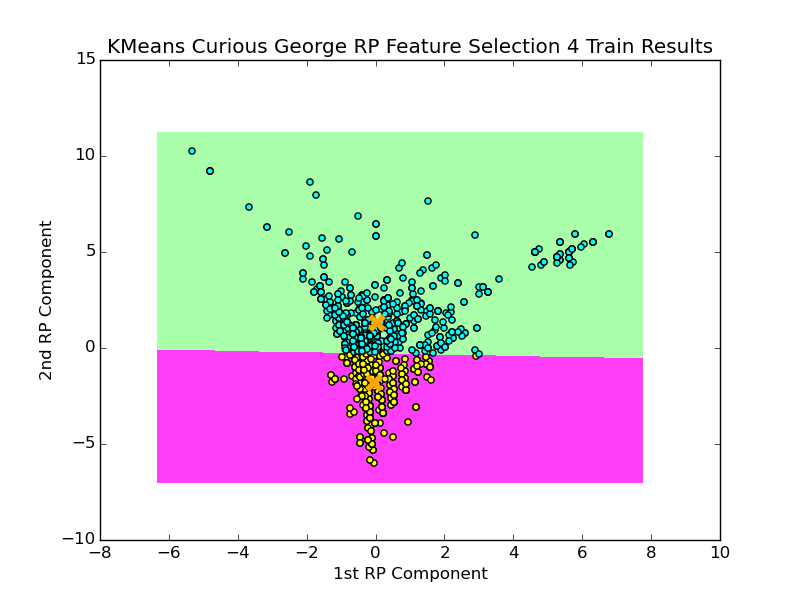 KMeans Curious George RP Feature Selection 4 Train Results
15
10
5
0
−5
−10
2nd RP Component
−8 −6 −4 −2 0 2 4 6 8 10
1st RP Component